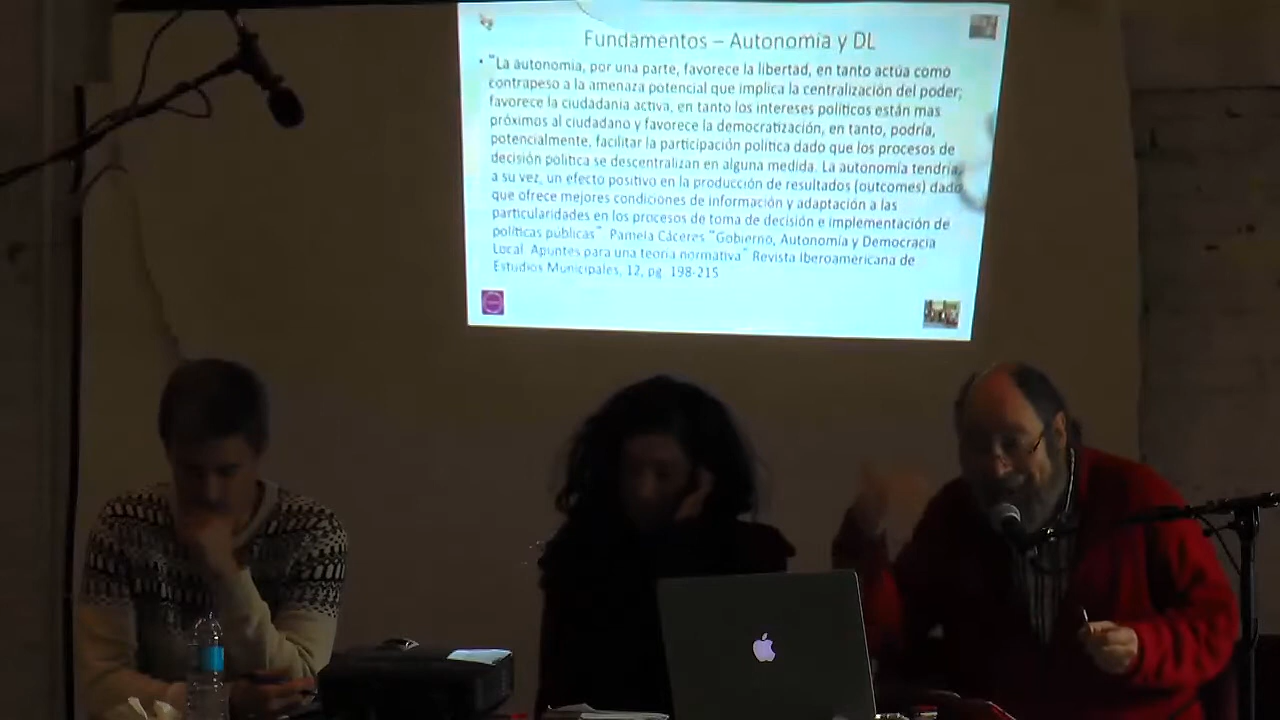 Fundamentos – Autonomía y DL
• "La autonomía, por una parte, favorece la libertad, en tanto actúa como
contrapeso a la amenaza potencial que implica la centralización del poder;
favorece la ciudadanía activa, en tanto los intereses políticos están mas
próximos al ciudadano y favorece la democratización, en tanto, podría,
potencialmente, facilitar la participación política dado que los procesos de
decisión política se descentralizan en alguna medida. La autonomía tendría,
a su vez, un efecto positivo en la producción de resultados (outcomes) dado
que ofrece mejores condiciones de información y adaptación a las
particularidades en los procesos de toma de decisión e implementación de
políticas públicas" Pamela Cáceres "Gobierno, Autonomía y Democracia
Local. Apuntes para una teoría normativa" Revista Iberoamericana de
Estudios Municipales, 12, pg. 198-215